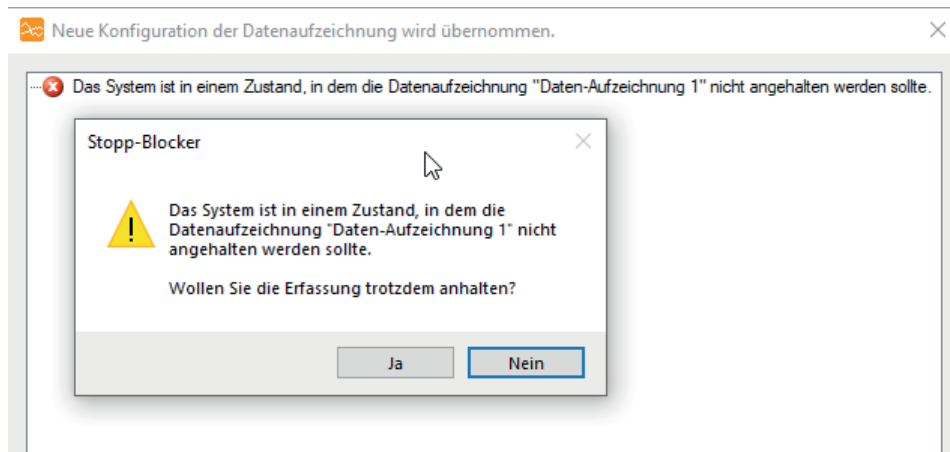 Neue Konfiguration der Datenaufzeichnung wird übernommen.
Das System ist in einem Zustand, in dem die Datenaufzeichnung "Daten-Aufzeichnung 1" nicht angehalten werden sollte.
Stopp-Blocker
Das System ist in einem Zustand, in dem die
Datenaufzeichnung "Daten-Aufzeichnung 1" nicht
angehalten werden sollte.
Wollen Sie die Erfassung trotzdem anhalten?
Ja
Nein